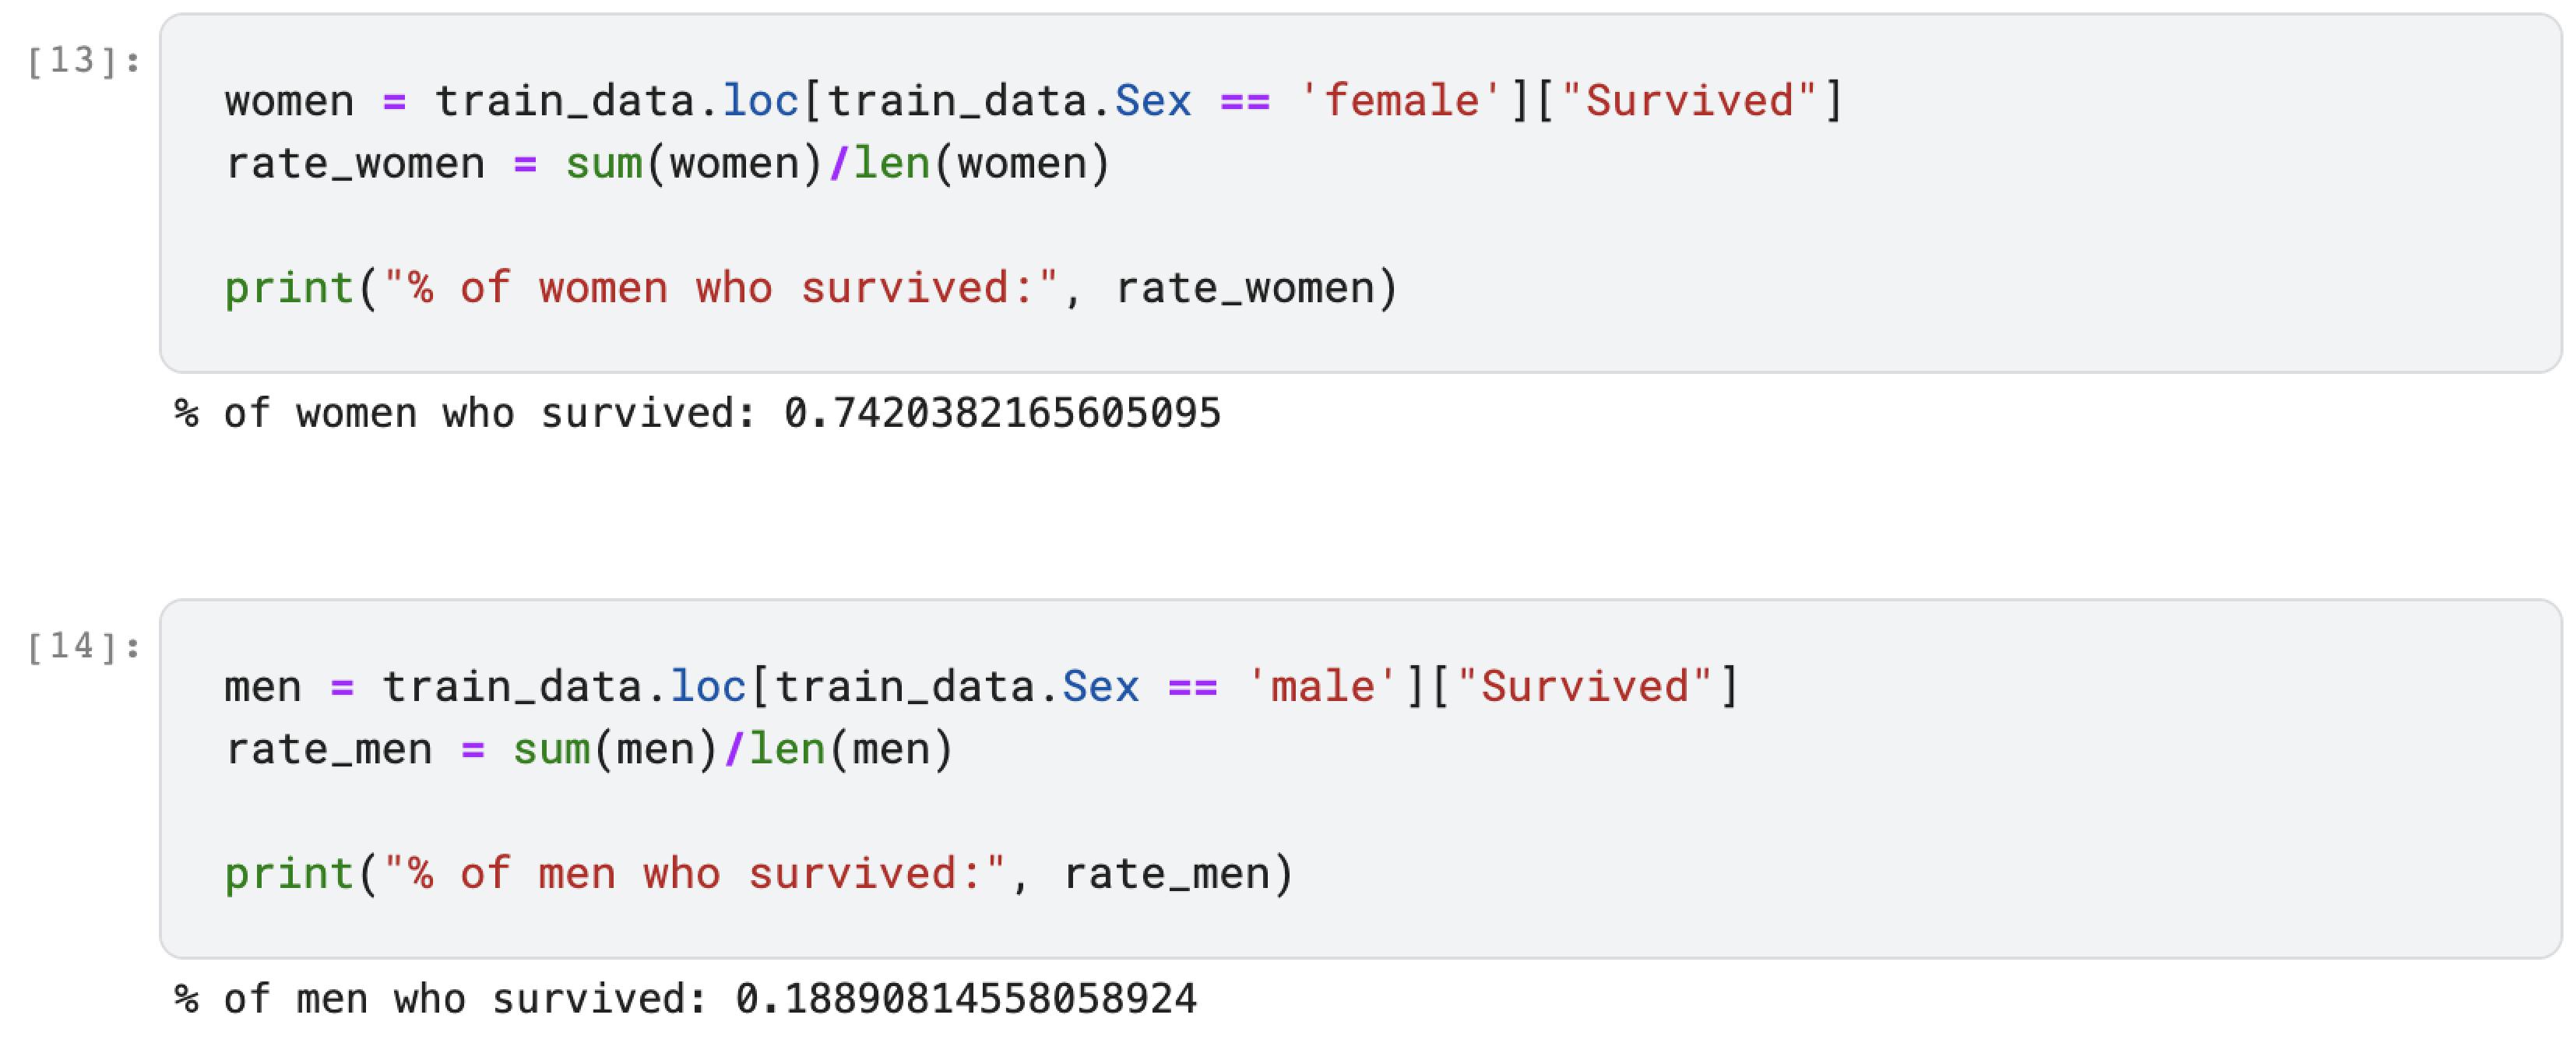 [13]:
women = train_data.loc[train_data.Sex == 'female']["Survived"]
rate_women = sum(women)/len(women)
print("% of women who survived:", rate_women)
% of women who survived: 0.7420382165605095
[14]:
men = train_data.loc[train_data.Sex == 'male']["Survived"]
rate_men = sum(men)/len(men)
print("% of men who survived:", rate_men)
% of men who survived: 0.18890814558058924